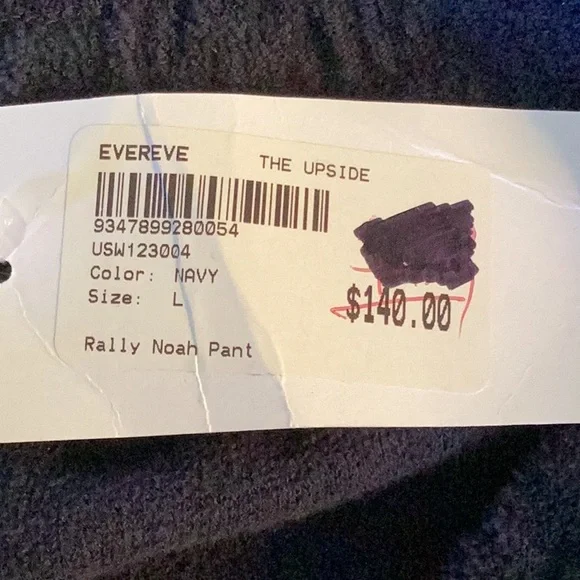 EVEREVE THE UPSIDE
9347899280054
USW123004
Color: NAVY
Size: L
$140.00
Rally Noah Pant